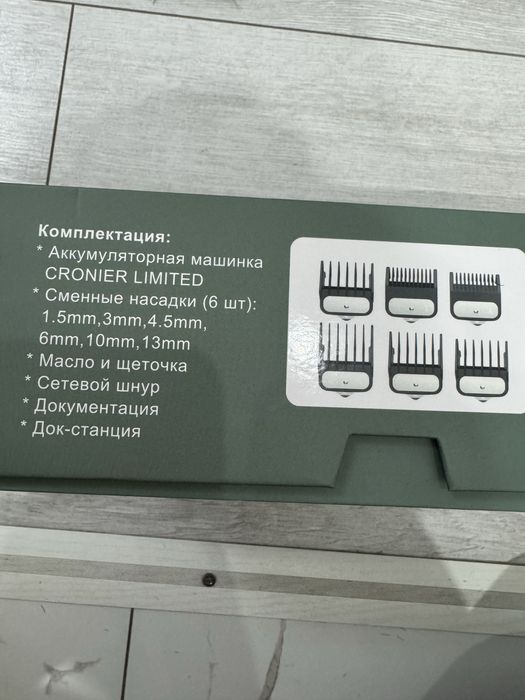 Комплектация:
* Аккумуляторная машинка
CRONIER LIMITED
* Сменные насадки (6 шт):
1.5mm,3mm,4.5mm,
6mm,10mm,13mm
* Масло и щеточка
* Сетевой шнур
* Документация
* Док-станция